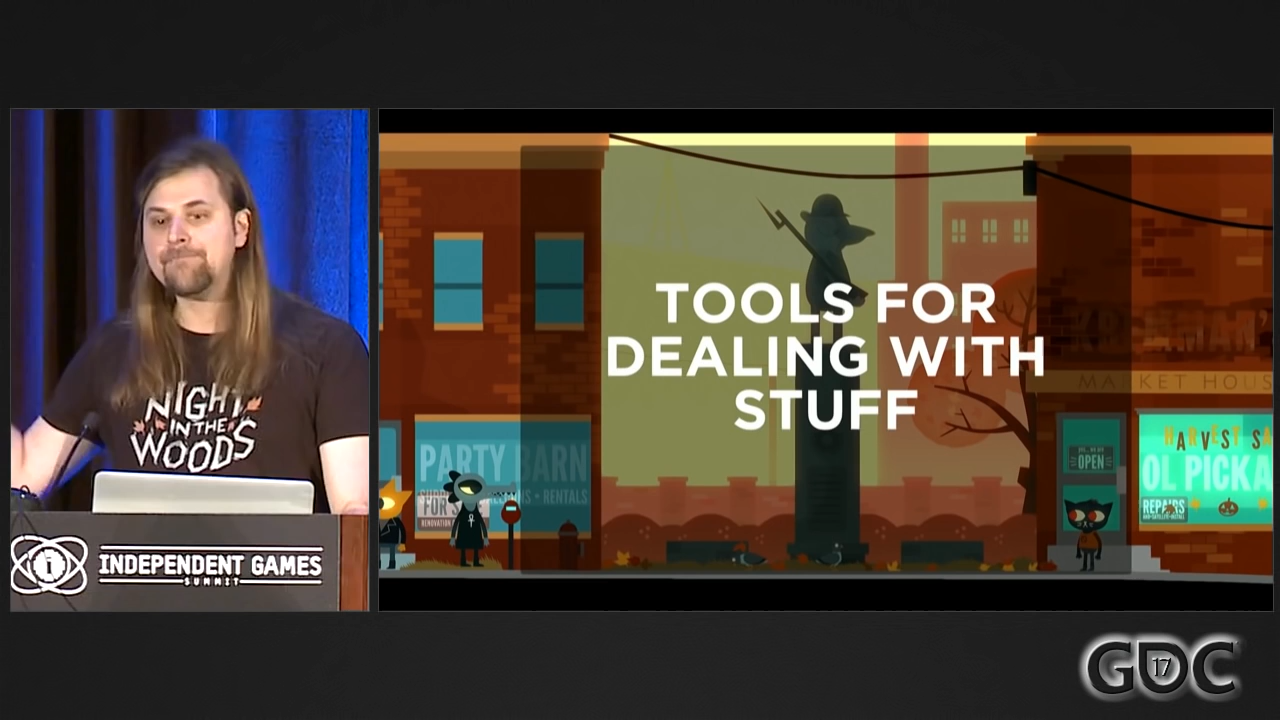 NIGHT
IN THE
WOODS
INDEPENDENT GAMES
SUMMIT
TOOLS FOR
DEALING WITH
STUFF
PARTY BARN
RENTALS
FOR
MARKET HOUS
OPEN
HARVEST SA
OL PICKA
REPAIRS
GDC
17